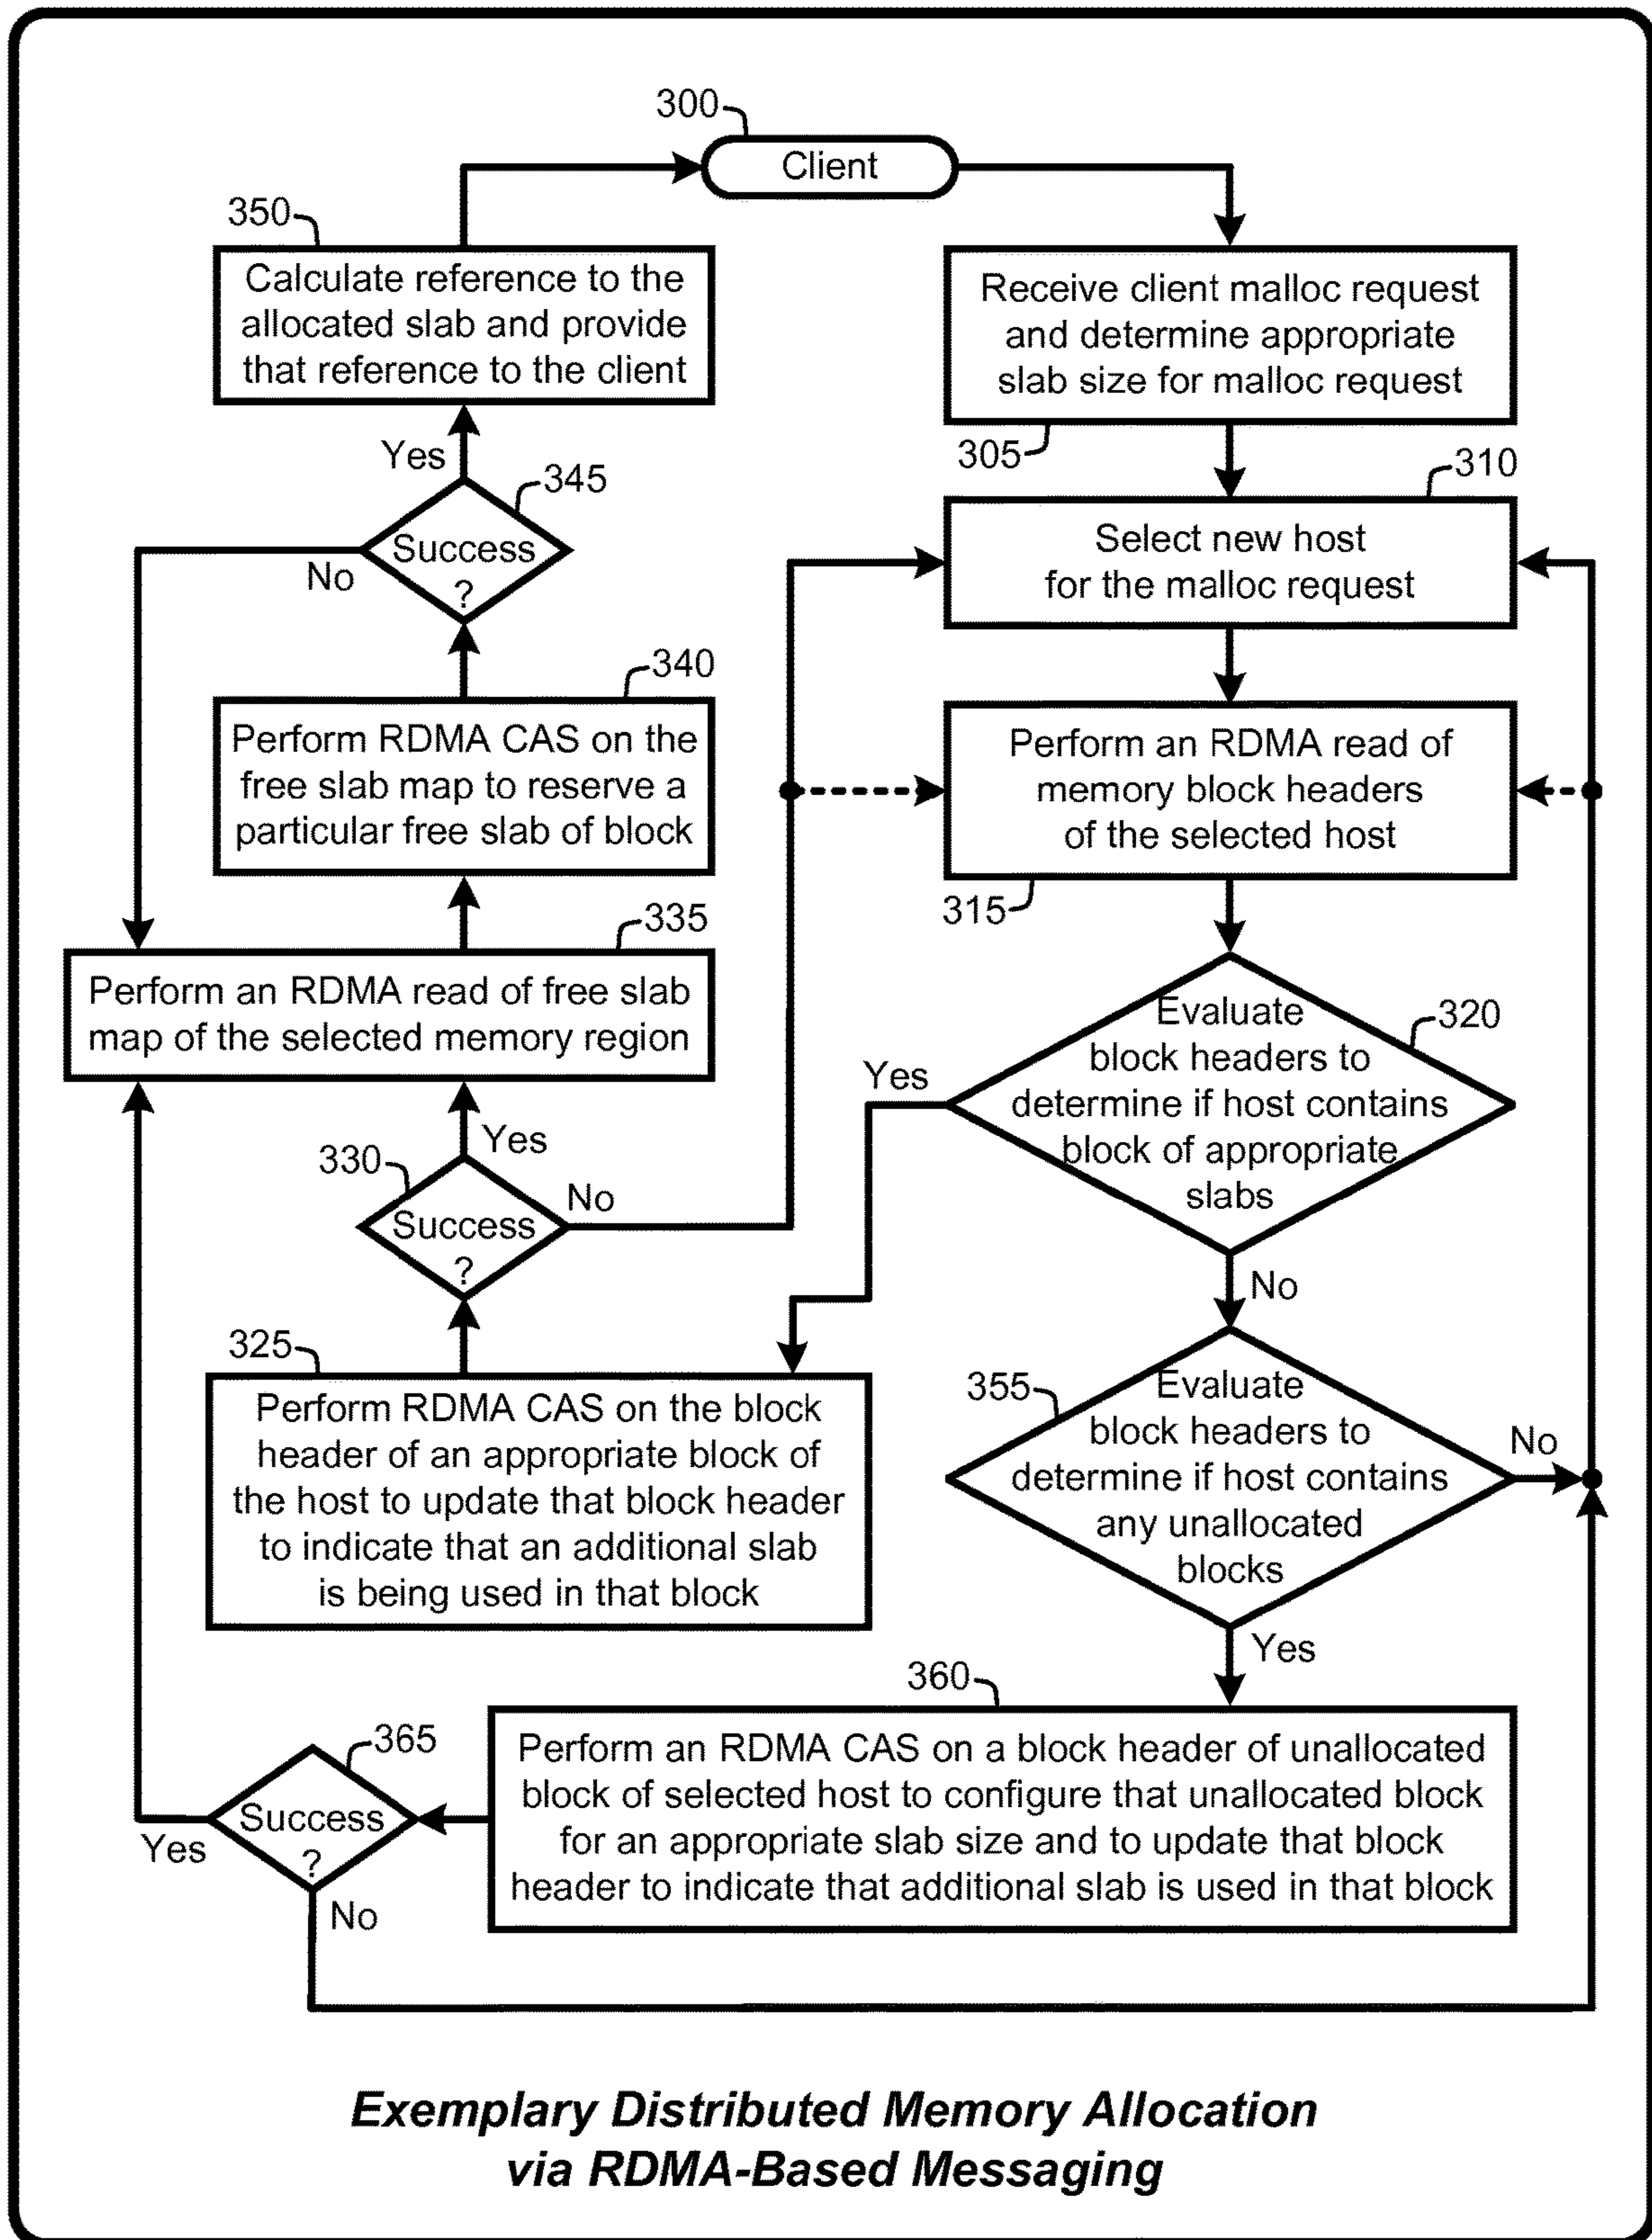 300
Client
350
Calculate reference to the
allocated slab and provide
that reference to the client
Receive client malloc request
and determine appropriate
slab size for malloc request
305
Yes
345
Success
?
No
310
Select new host
for the malloc request
340
Perform RDMA CAS on the
free slab map to reserve a
particular free slab of block
Perform an RDMA read of
memory block headers
of the selected host
315
335
Perform an RDMA read of free slab
map of the selected memory region
Evaluate
block headers to
determine if host contains
block of appropriate
slabs
320
Yes
Yes
330
Success
?
No
No
325
Perform RDMA CAS on the block
header of an appropriate block of
the host to update that block header
to indicate that an additional slab
is being used in that block
355
Evaluate
block headers to
determine if host contains
any unallocated
blocks
No
Yes
360
Perform an RDMA CAS on a block header of unallocated
block of selected host to configure that unallocated block
for an appropriate slab size and to update that block
header to indicate that additional slab is used in that block
365
Success
?
Yes
No
Exemplary Distributed Memory Allocation
via RDMA-Based Messaging